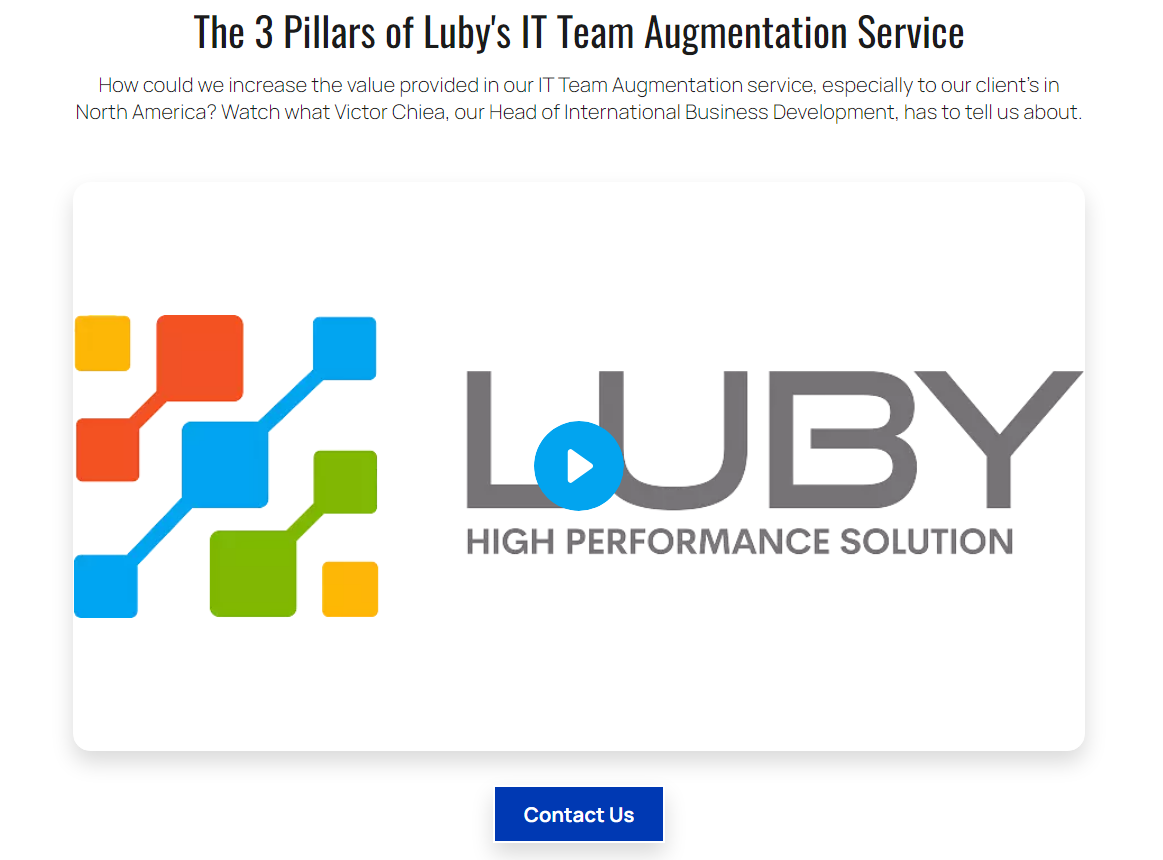 The 3 Pillars of Luby's IT Team Augmentation Service
How could we increase the value provided in our IT Team Augmentation service, especially to our client's in
North America? Watch what Victor Chiea, our Head of International Business Development, has to tell us about.
LUBY
HIGH PERFORMANCE SOLUTION
Contact Us